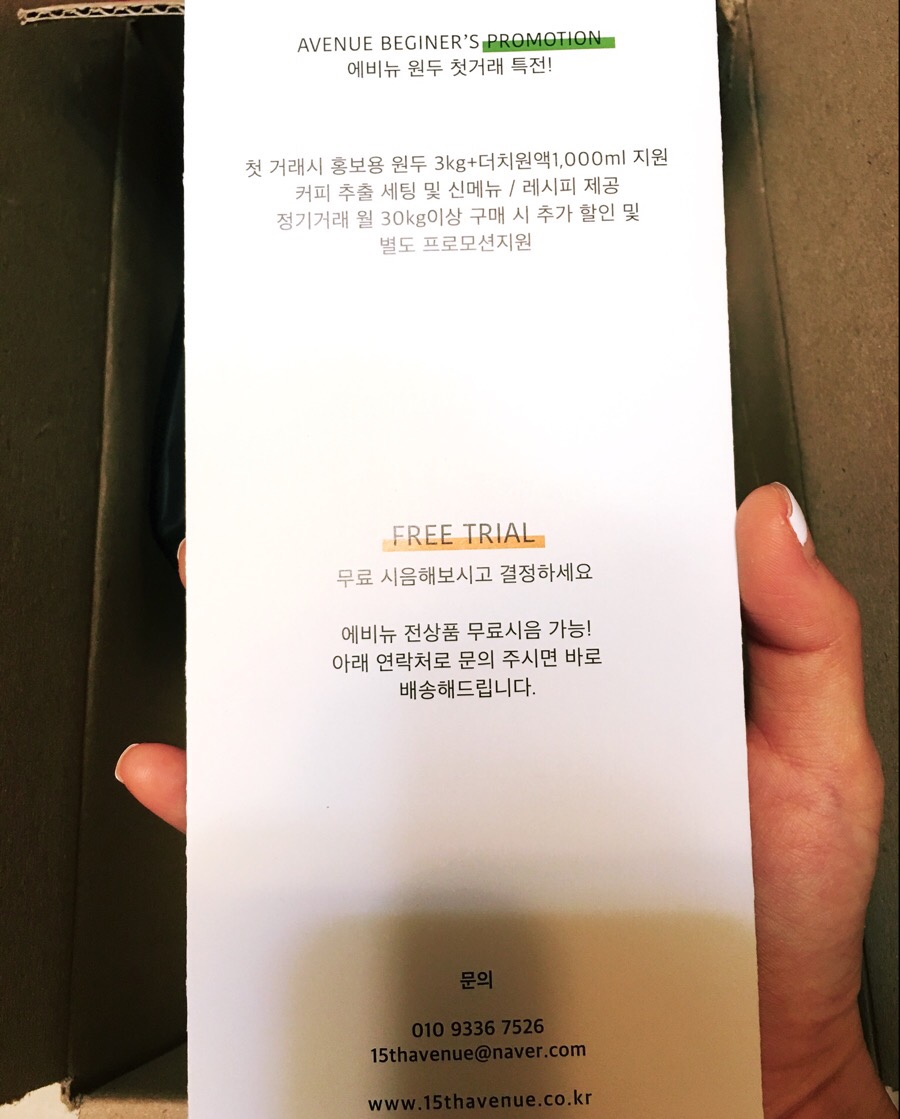 AVENUE BEGINER'S PROMOTION
에비뉴 원두 첫거래 특전!
첫 거래시 홍보용 원두 3kg+더치원액1,000ml 지원
커피 추출 세팅 및 신메뉴 / 레시피 제공
정기거래 월 30kg이상 구매 시 추가 할인 및
별도 프로모션지원
FREE TRIAL
무료 시음해보시고 결정하세요
에비뉴 전상품 무료시음 가능!
아래 연락처로 문의 주시면 바로
배송해드립니다.
문의
010 9336 7526
15thavenue@naver.com
www.15thavenue.co.kr